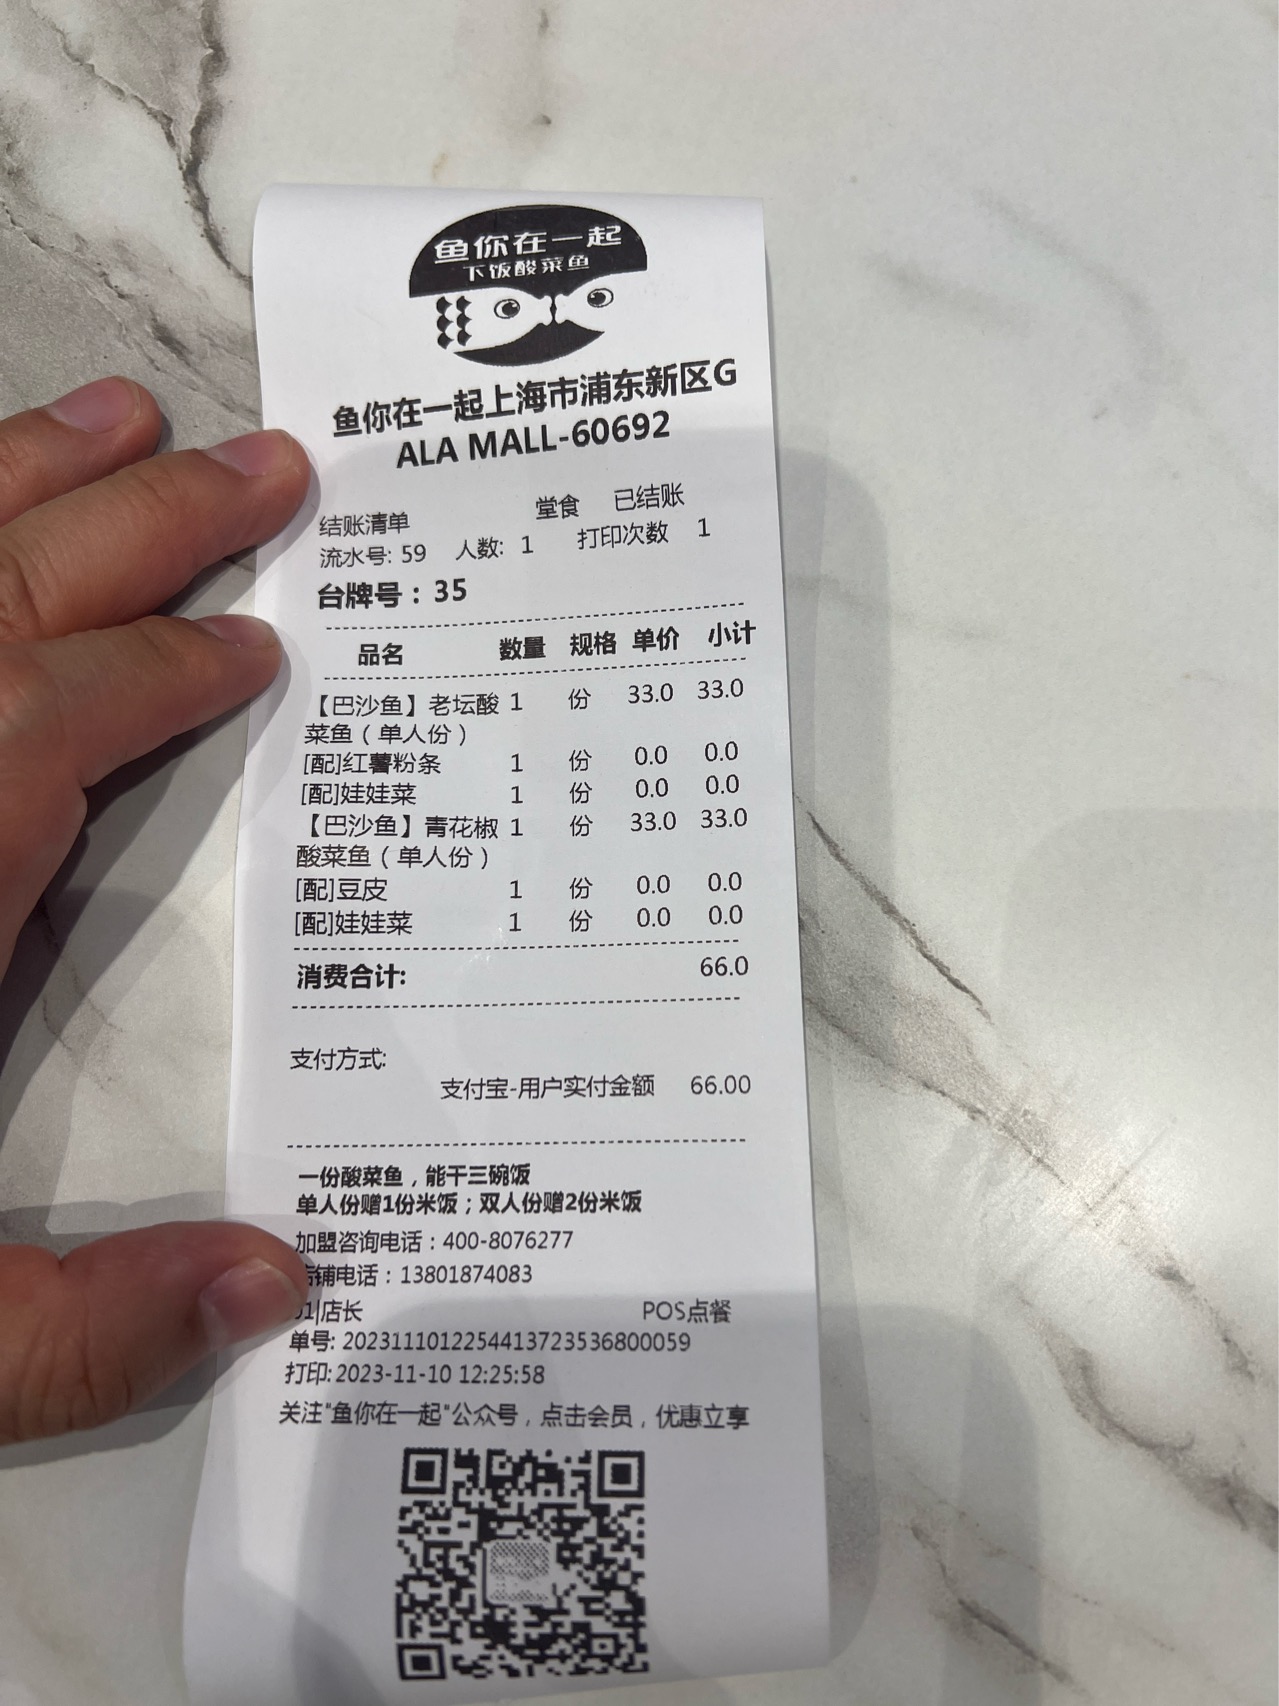 鱼你在一起
下饭酸菜鱼
鱼你在一起上海市浦东新区G
ALA MALL-60692
结账清单 堂食 已结账
流水号: 59 人数: 1 打印次数 1
台牌号：35
品名 数量 规格 单价 小计
【巴沙鱼】老坛酸 1 份 33.0 33.0
菜鱼（单人份）
[配]红薯粉条 1 份 0.0 0.0
[配]娃娃菜 1 份 0.0 0.0
【巴沙鱼】青花椒 1 份 33.0 33.0
酸菜鱼（单人份）
[配]豆皮 1 份 0.0 0.0
[配]娃娃菜 1 份 0.0 0.0
消费合计: 66.0
支付方式:
支付宝-用户实付金额 66.00
一份酸菜鱼，能干三碗饭
单人份赠1份米饭；双人份赠2份米饭
加盟咨询电话：400-8076277
店铺电话：13801874083
01|店长 POS点餐
单号: 2023111012254413723536800059
打印: 2023-11-10 12:25:58
关注"鱼你在一起"公众号，点击会员，优惠立享